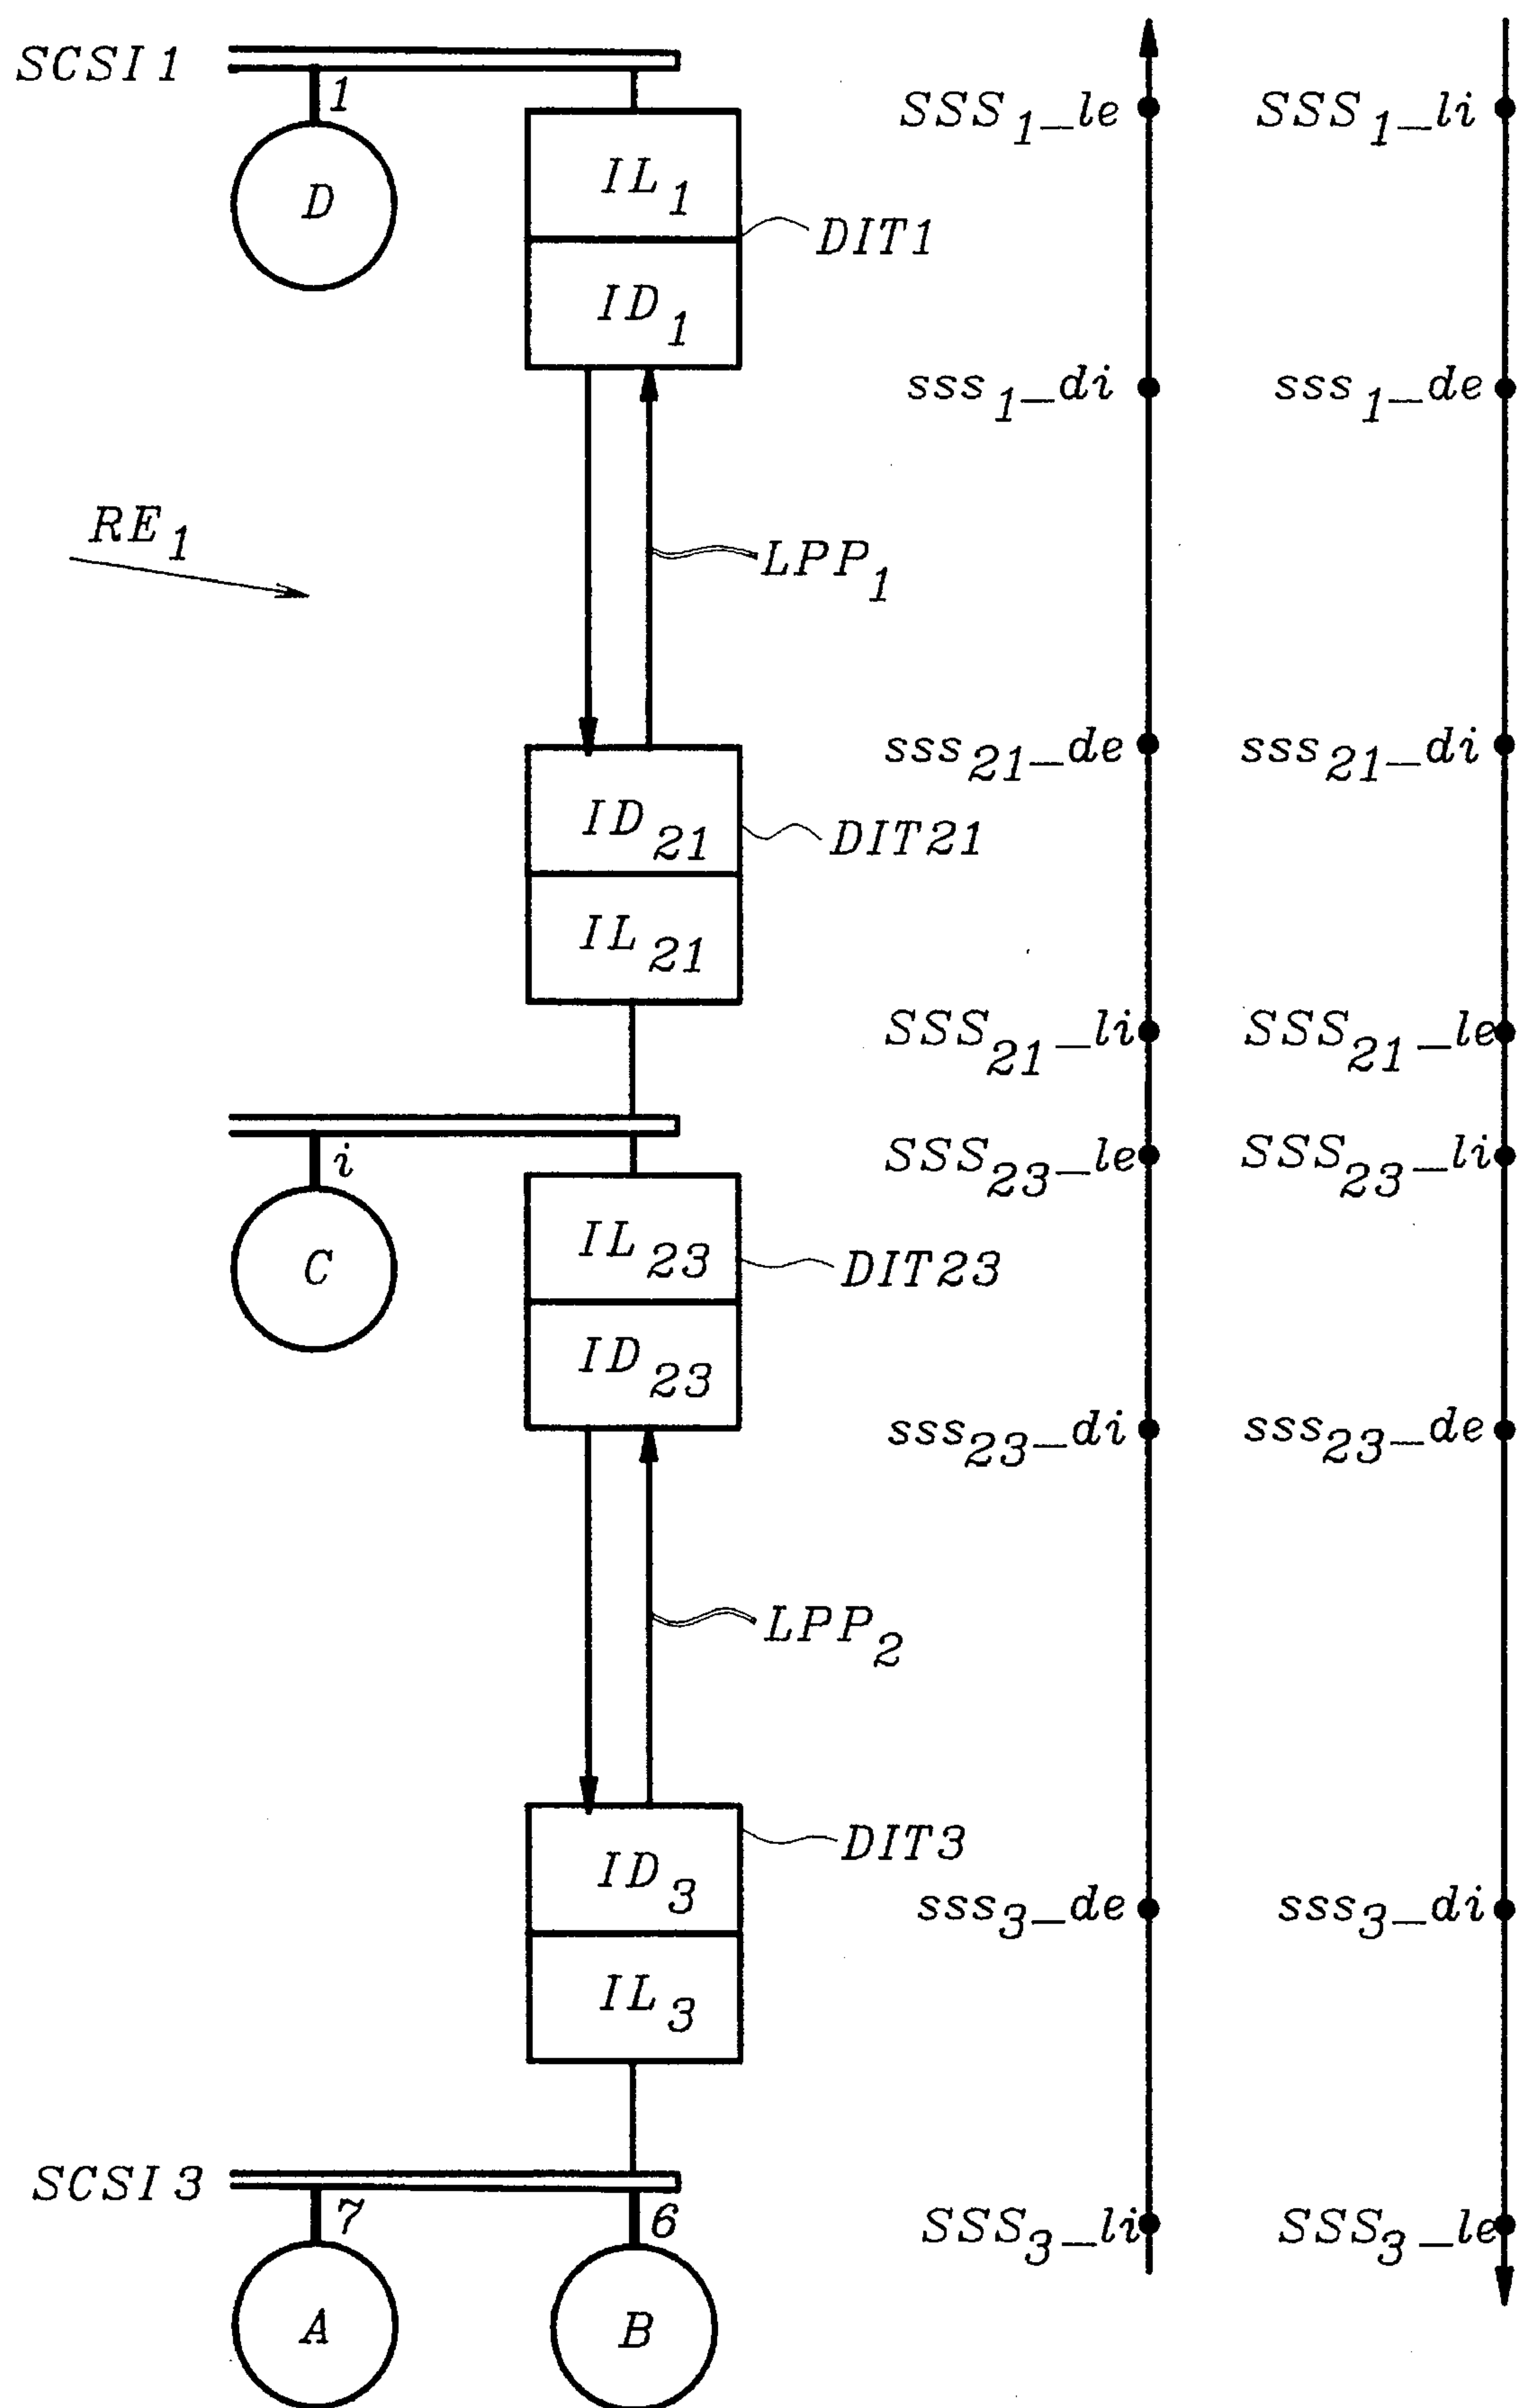 SCSI 1
1
D
IL1
ID1
DIT1
SSS1_le
SSS1_li
sss1_di
sss1_de
RE1
LPP1
sss21_de
sss21_di
ID21
DIT21
IL21
SSS21_li
SSS21_le
i
C
SSS23_le
SSS23_li
IL23
DIT23
ID23
sss23_di
sss23_de
LPP2
DIT3
ID3
sss3_de
sss3_di
IL3
SCSI 3
7
6
SSS3_li
SSS3_le
A
B